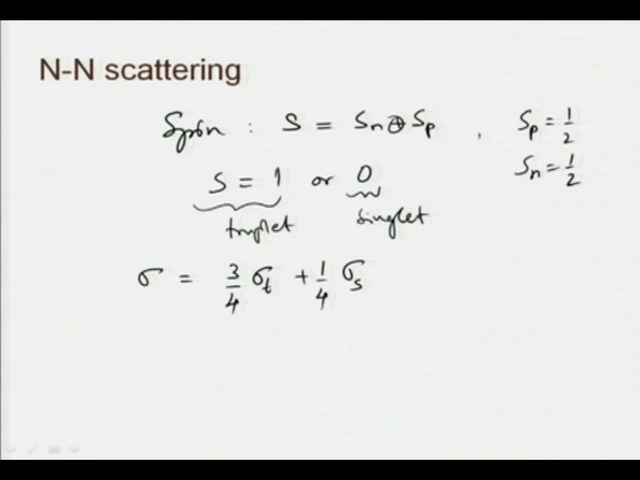 N-N scattering
Spin : S = Sn ⊕ Sp , Sp = 1/2
Sn = 1/2
S = 1 or 0
triplet singlet
σ = 3/4 σt + 1/4 σs